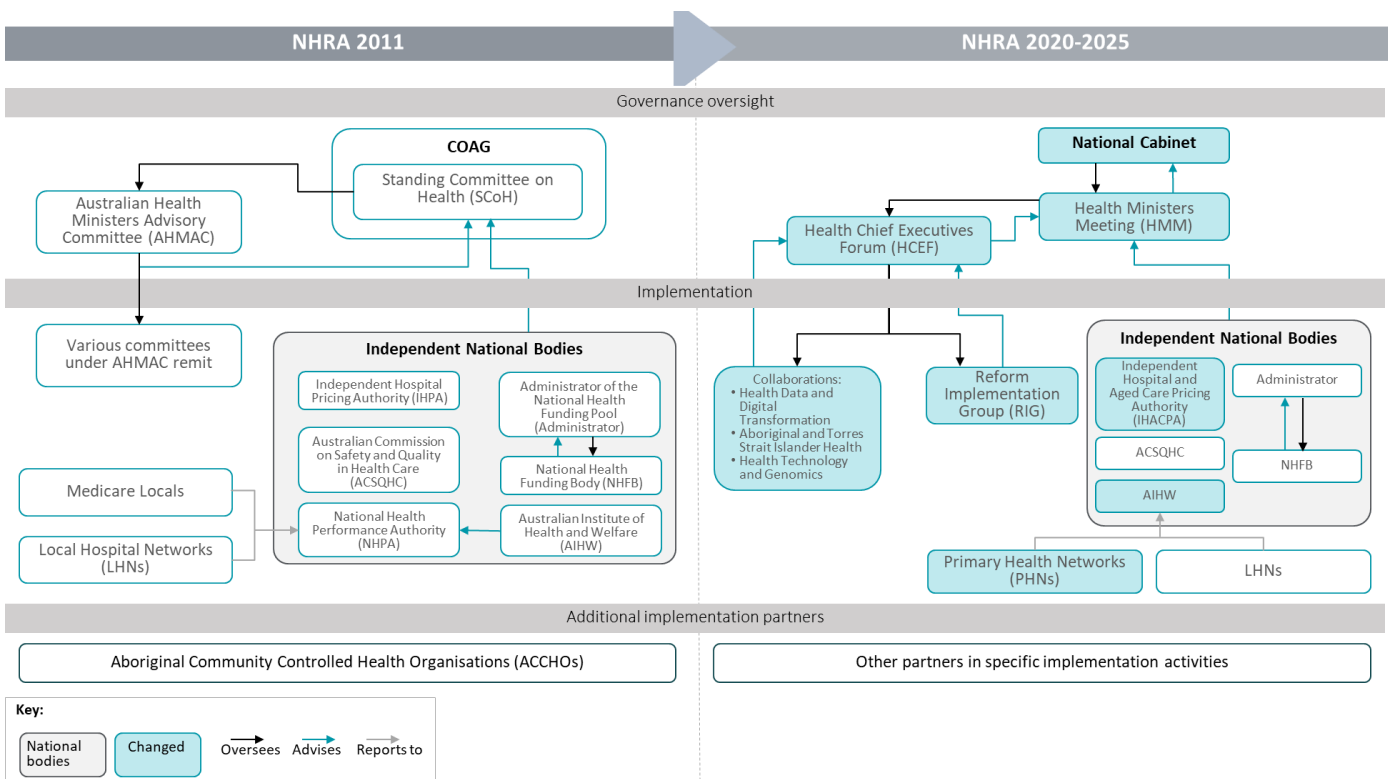 NHRA 2011
NHRA 2020-2025
Governance oversight
COAG
Standing Committee on
Health (SCoH)
Australian Health
Ministers Advisory
Committee (AHMAC)
National Cabinet
Health Ministers
Meeting (HMM)
Health Chief Executives
Forum (HCEF)
Implementation
Various committees
under AHMAC remit
Independent National Bodies
Independent Hospital
Pricing Authority (IHPA)
Administrator of the
National Health
Funding Pool
(Administrator)
Australian Commission
on Safety and Quality
in Health Care
(ACSQHC)
National Health
Funding Body (NHFB)
National Health
Performance Authority
(NHPA)
Australian Institute of
Health and Welfare
(AIHW)
Medicare Locals
Local Hospital Networks
(LHNs)
Collaborations:
• Health Data and
Digital
Transformation
• Aboriginal and Torres
Strait Islander Health
• Health Technology
and Genomics
Reform
Implementation
Group (RIG)
Independent National Bodies
Independent
Hospital and
Aged Care Pricing
Authority
(IHACPA)
Administrator
ACSQHC
NHFB
AIHW
Primary Health Networks
(PHNs)
LHNs
Additional implementation partners
Aboriginal Community Controlled Health Organisations (ACCHOs)
Other partners in specific implementation activities
Key:
National
bodies
Changed
Oversees
Advises
Reports to